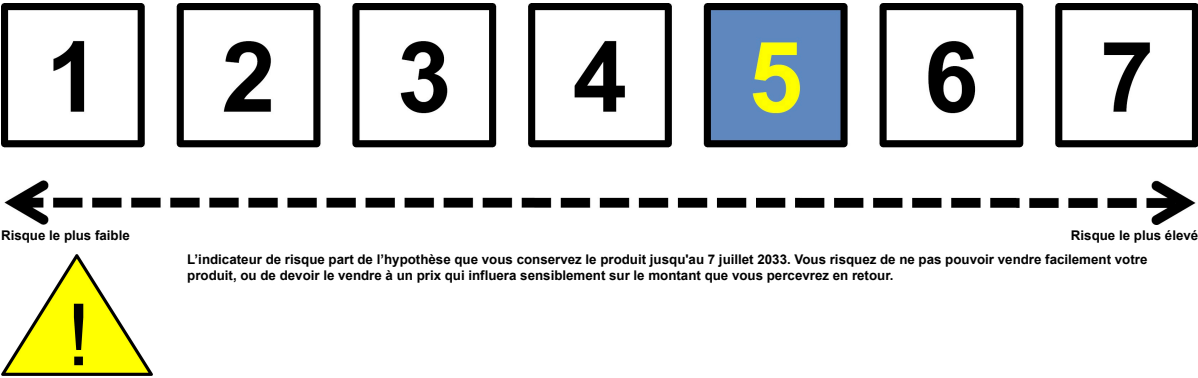 1 2 3 4 5 6 7
Risque le plus faible Risque le plus élevé
L’indicateur de risque part de l’hypothèse que vous conservez le produit jusqu'au 7 juillet 2033. Vous risquez de ne pas pouvoir vendre facilement votre
produit, ou de devoir le vendre à un prix qui influera sensiblement sur le montant que vous percevrez en retour.
!